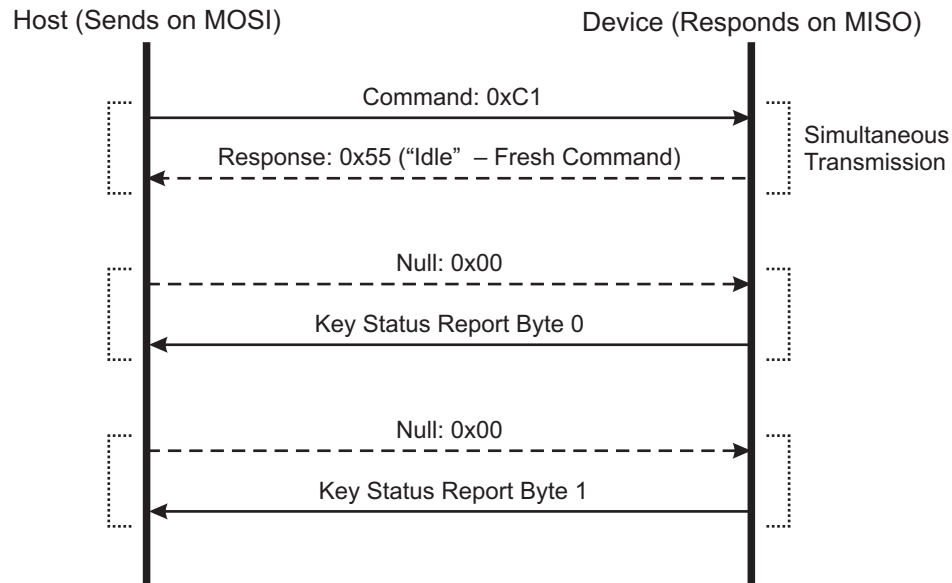 Host (Sends on MOSI)
Device (Responds on MISO)
Command: 0xC1
Simultaneous
Transmission
Response: 0x55 (“Idle” – Fresh Command)
Null: 0x00
Key Status Report Byte 0
Null: 0x00
Key Status Report Byte 1